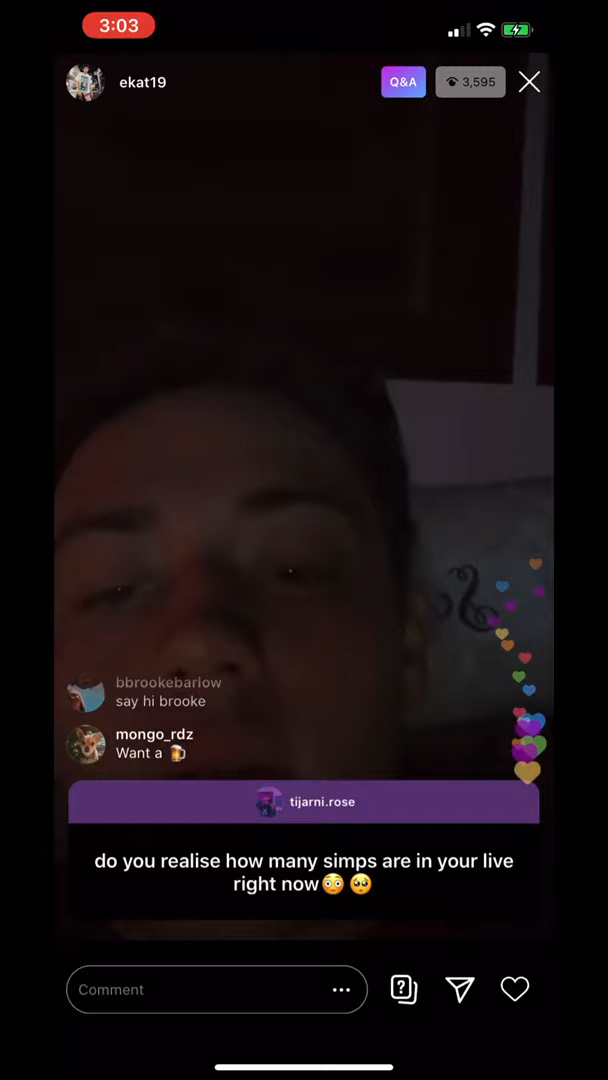 3:03
ekat19
Q&A
3,595
bbrookebarlow
say hi brooke
mongo_rdz
Want a 🍺
tijarni.rose
do you realise how many simps are in your live
right now😳 🥺
Comment